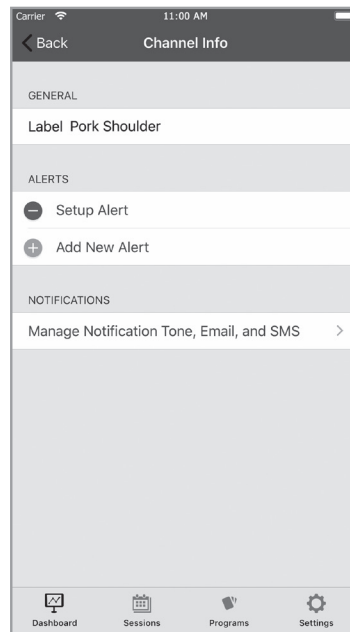 Carrier 11:00 AM
Back Channel Info
GENERAL
Label Pork Shoulder
ALERTS
Setup Alert
Add New Alert
NOTIFICATIONS
Manage Notification Tone, Email, and SMS
Dashboard Sessions Programs Settings